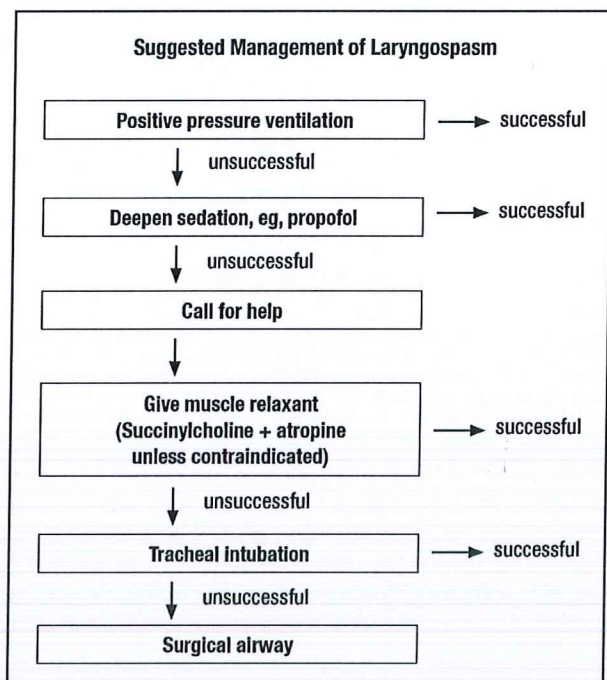 Suggested Management of Laryngospasm
Positive pressure ventilation
successful
unsuccessful
Deepen sedation, eg, propofol
successful
unsuccessful
Call for help
Give muscle relaxant
(Succinylcholine + atropine
unless contraindicated)
successful
unsuccessful
Tracheal intubation
successful
unsuccessful
Surgical airway